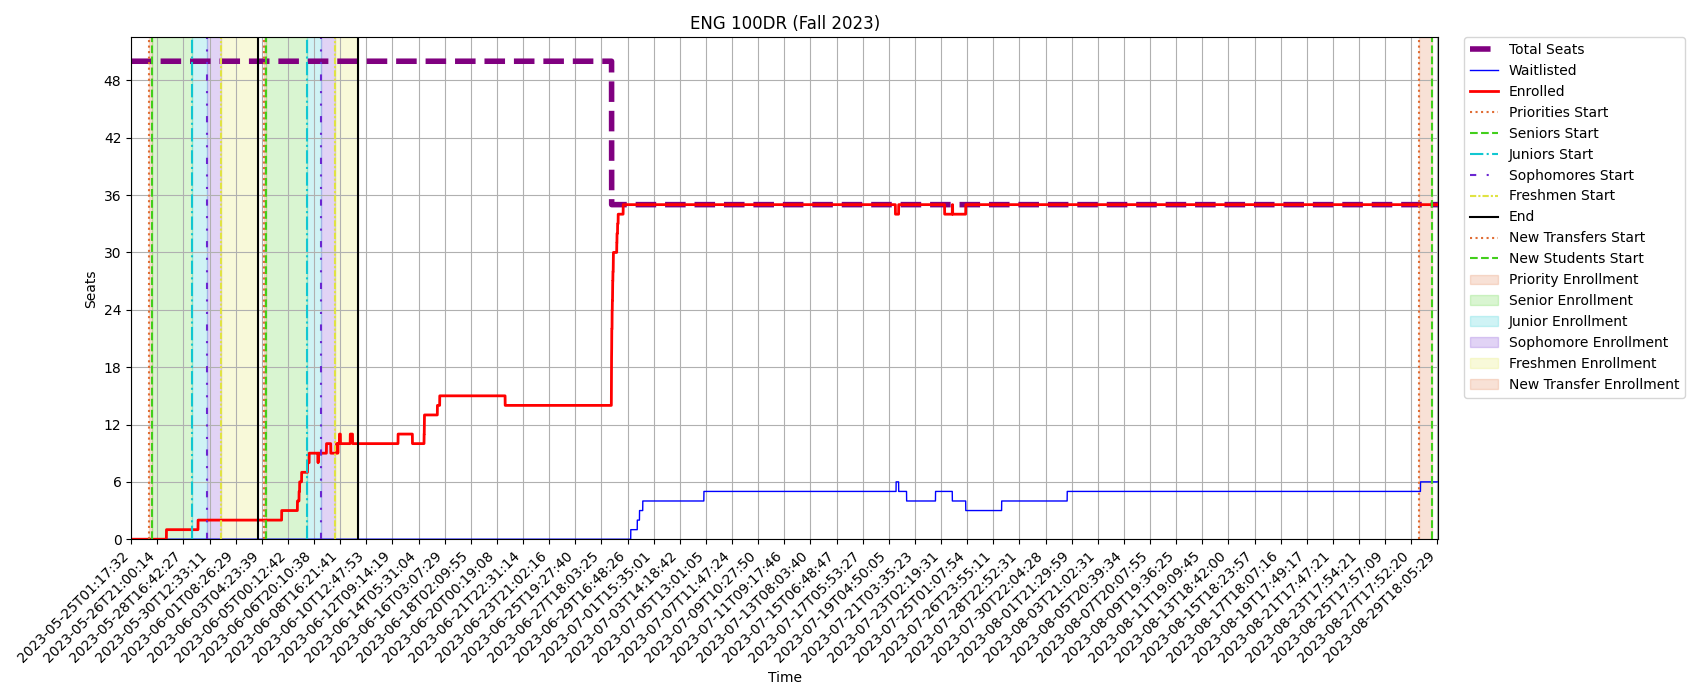 ENG 100DR (Fall 2023)
Total Seats
Waitlisted
Enrolled
Priorities Start
Seniors Start
Juniors Start
Sophomores Start
Freshmen Start
End
New Transfers Start
New Students Start
Priority Enrollment
Senior Enrollment
Junior Enrollment
Sophomore Enrollment
Freshmen Enrollment
New Transfer Enrollment
Seats
48
42
36
30
24
18
12
6
0
2023-05-25T01:17:32
2023-05-26T21:00:14
2023-05-28T16:42:27
2023-05-30T12:33:11
2023-06-01T08:26:29
2023-06-03T04:23:39
2023-06-05T00:12:42
2023-06-06T20:10:38
2023-06-08T16:21:41
2023-06-10T12:47:53
2023-06-12T09:14:19
2023-06-14T05:31:04
2023-06-16T03:07:29
2023-06-18T02:09:55
2023-06-20T00:19:08
2023-06-21T22:31:14
2023-06-23T21:02:16
2023-06-25T19:27:40
2023-06-27T18:03:25
2023-06-29T16:48:26
2023-07-01T15:35:01
2023-07-03T14:18:42
2023-07-05T13:01:05
2023-07-07T11:47:24
2023-07-09T10:27:50
2023-07-11T09:17:46
2023-07-13T08:03:40
2023-07-15T06:48:47
2023-07-17T05:53:27
2023-07-19T04:50:05
2023-07-21T03:35:23
2023-07-23T02:19:31
2023-07-25T01:07:54
2023-07-26T23:55:11
2023-07-28T22:52:31
2023-07-30T22:04:28
2023-08-01T21:29:59
2023-08-03T21:02:31
2023-08-05T20:39:34
2023-08-07T20:07:55
2023-08-09T19:36:25
2023-08-11T19:09:45
2023-08-13T18:42:00
2023-08-15T18:23:57
2023-08-17T18:07:16
2023-08-19T17:49:17
2023-08-21T17:47:21
2023-08-23T17:54:21
2023-08-25T17:57:09
2023-08-27T17:52:20
2023-08-29T18:05:29
Time